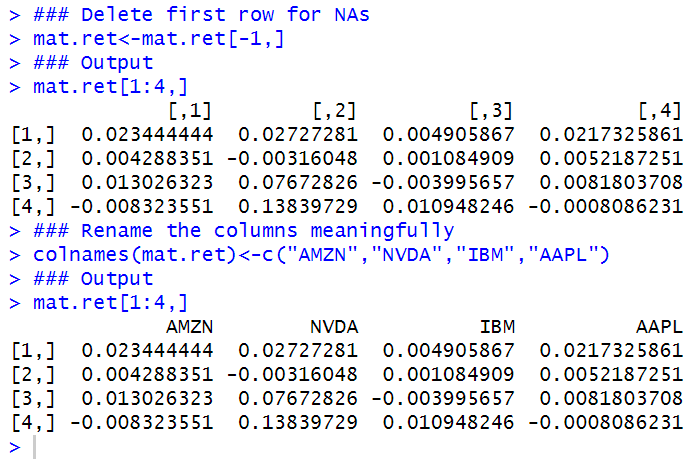 > ### Delete first row for NAs
> mat.ret<-mat.ret[-1,]
> ### Output
> mat.ret[1:4,]
             [,1]        [,2]         [,3]          [,4]
[1,]  0.023444444  0.02727281  0.004905867  0.0217325861
[2,]  0.004288351 -0.00316048  0.001084909  0.0052187251
[3,]  0.013026323  0.07672826 -0.003995657  0.0081803708
[4,] -0.008323551  0.13839729  0.010948246 -0.0008086231
> ### Rename the columns meaningfully
> colnames(mat.ret)<-c("AMZN","NVDA","IBM","AAPL")
> ### Output
> mat.ret[1:4,]
             AMZN        NVDA          IBM          AAPL
[1,]  0.023444444  0.02727281  0.004905867  0.0217325861
[2,]  0.004288351 -0.00316048  0.001084909  0.0052187251
[3,]  0.013026323  0.07672826 -0.003995657  0.0081803708
[4,] -0.008323551  0.13839729  0.010948246 -0.0008086231
>